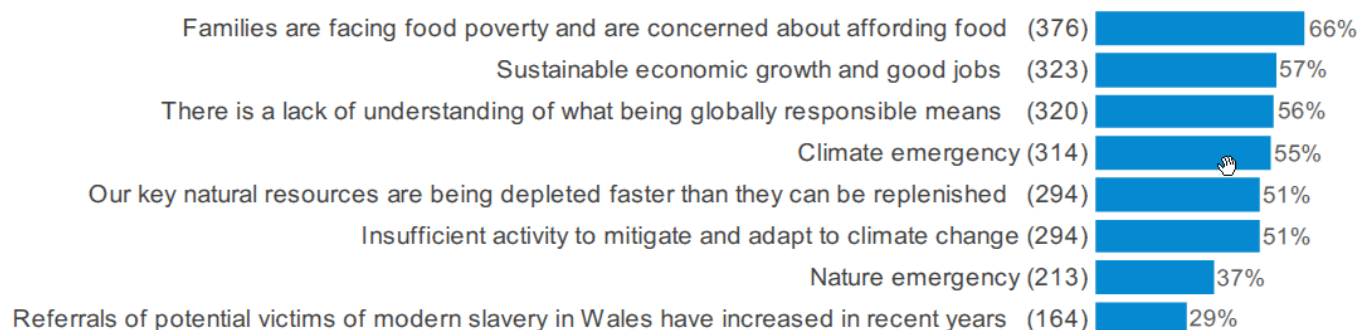 Families are facing food poverty and are concerned about affording food (376) 66%
Sustainable economic growth and good jobs (323) 57%
There is a lack of understanding of what being globally responsible means (320) 56%
Climate emergency (314) 55%
Our key natural resources are being depleted faster than they can be replenished (294) 51%
Insufficient activity to mitigate and adapt to climate change (294) 51%
Nature emergency (213) 37%
Referrals of potential victims of modern slavery in Wales have increased in recent years (164) 29%